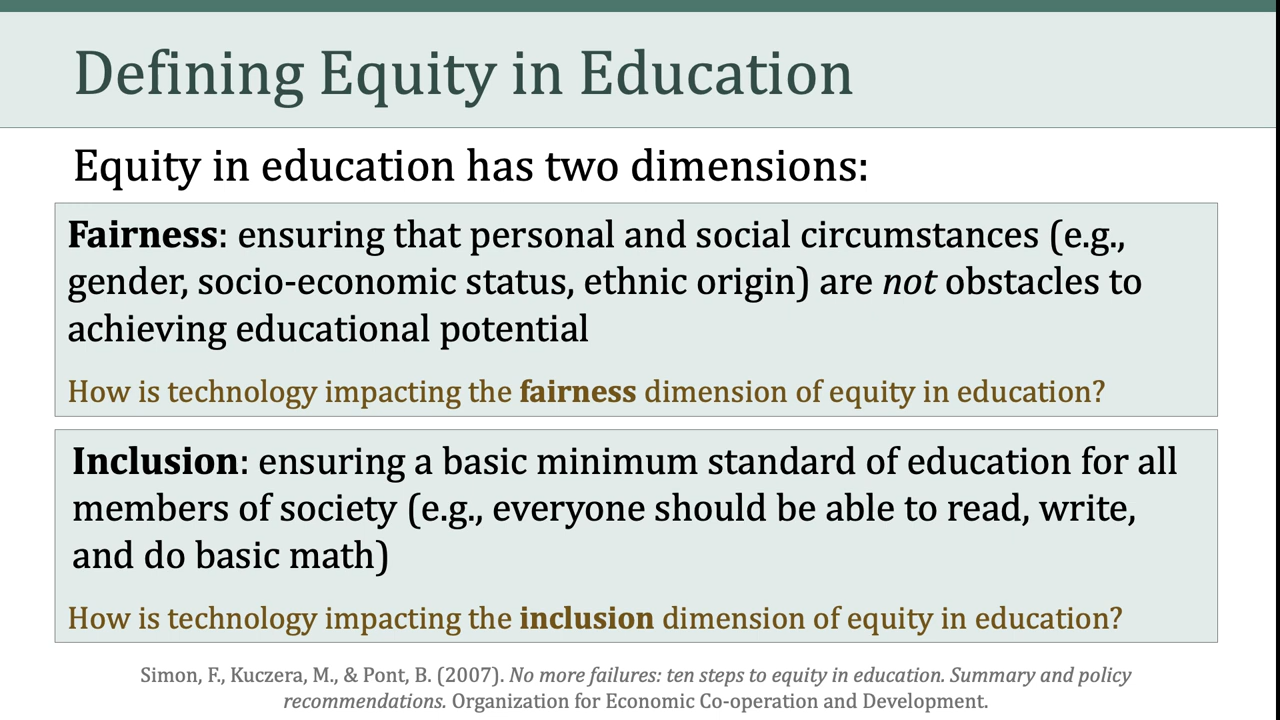 Defining Equity in Education
Equity in education has two dimensions:
Fairness: ensuring that personal and social circumstances (e.g.,
gender, socio-economic status, ethnic origin) are not obstacles to
achieving educational potential
How is technology impacting the fairness dimension of equity in education?
Inclusion: ensuring a basic minimum standard of education for all
members of society (e.g., everyone should be able to read, write,
and do basic math)
How is technology impacting the inclusion dimension of equity in education?
Simon, F., Kuczera, M., & Pont, B. (2007). No more failures: ten steps to equity in education. Summary and policy
recommendations. Organization for Economic Co-operation and Development.